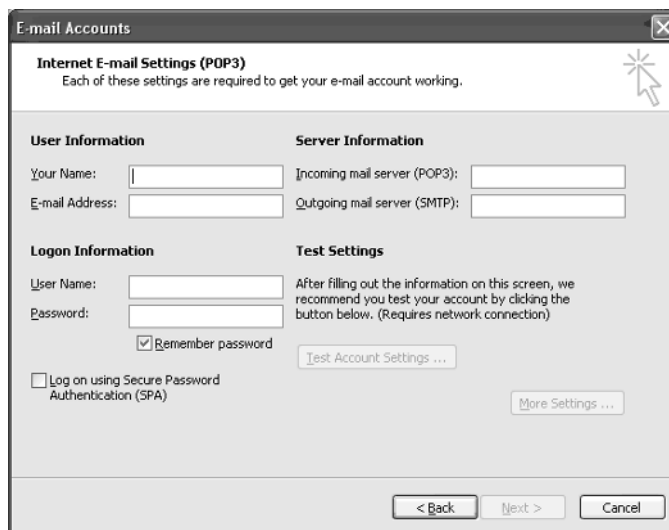 E-mail Accounts
Internet E-mail Settings (POP3)
Each of these settings are required to get your e-mail account working.
User Information
Your Name:
E-mail Address:
Server Information
Incoming mail server (POP3):
Outgoing mail server (SMTP):
Logon Information
User Name:
Password:
Remember password
Log on using Secure Password
Authentication (SPA)
Test Settings
After filling out the information on this screen, we
recommend you test your account by clicking the
button below. (Requires network connection)
Test Account Settings ...
More Settings ...
< Back
Next >
Cancel